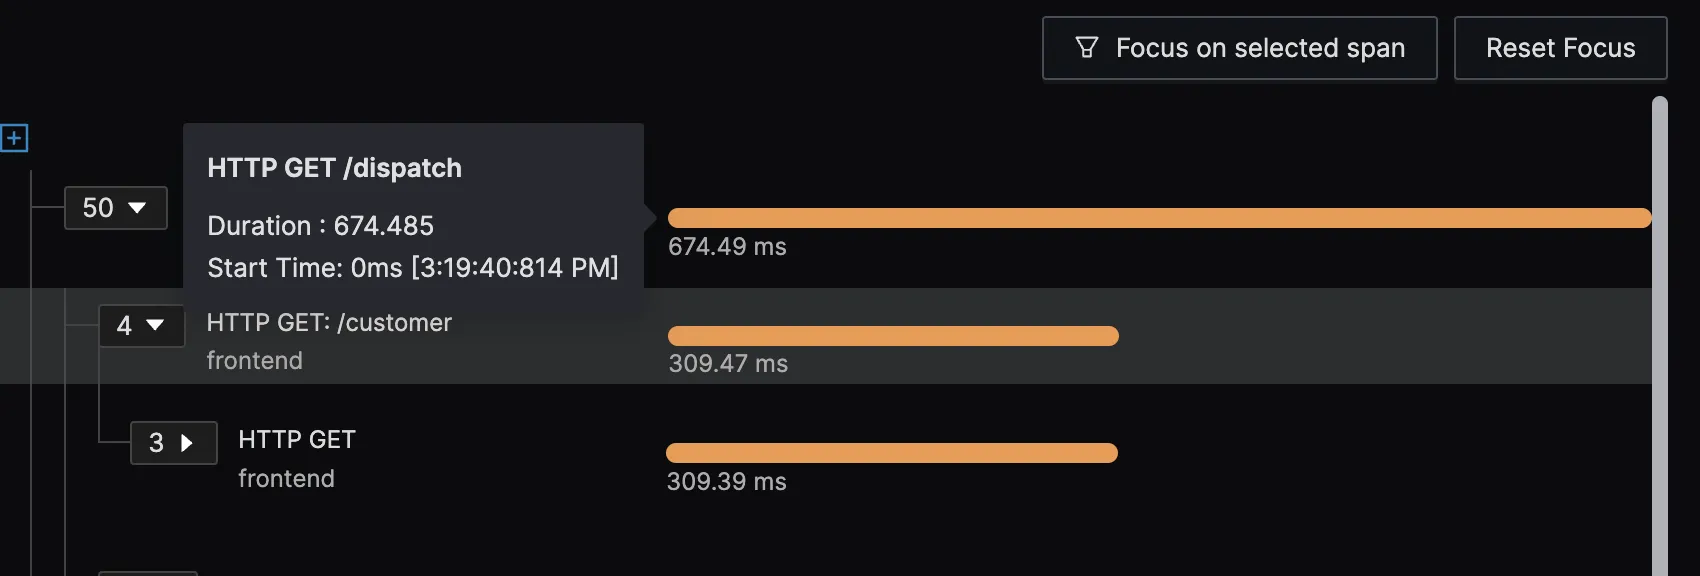 Focus on selected span
Reset Focus
HTTP GET /dispatch
50
Duration : 674.485
Start Time: 0ms [3:19:40:814 PM]
674.49 ms
4
HTTP GET: /customer
frontend
309.47 ms
3
HTTP GET
frontend
309.39 ms